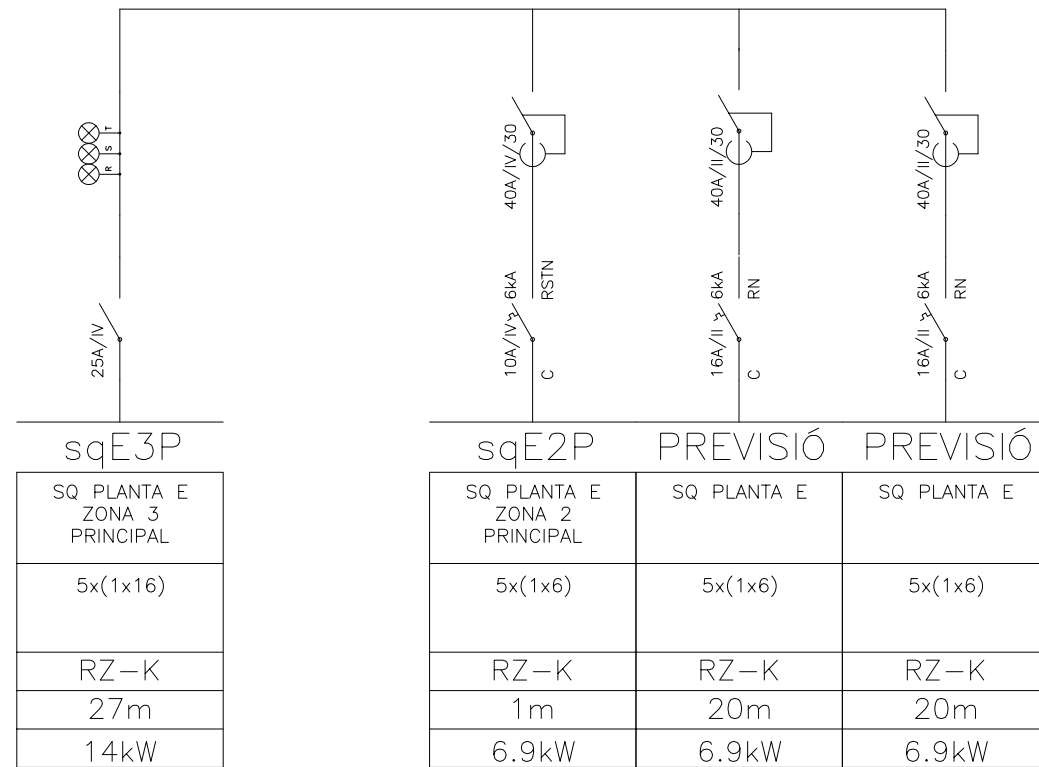 T
S
R
25A/IV
40A/IV/30
10A/IV
6kA
RSTN
C
40A/II/30
16A/II
6kA
RN
C
40A/II/30
16A/II
6kA
RN
C
sqE3P
sqE2P
PREVISIÓ
PREVISIÓ
SQ PLANTA E
ZONA 3
PRINCIPAL
SQ PLANTA E
ZONA 2
PRINCIPAL
SQ PLANTA E
SQ PLANTA E
5x(1x16)
5x(1x6)
5x(1x6)
5x(1x6)
RZ-K
RZ-K
RZ-K
RZ-K
27m
1m
20m
20m
14kW
6.9kW
6.9kW
6.9kW